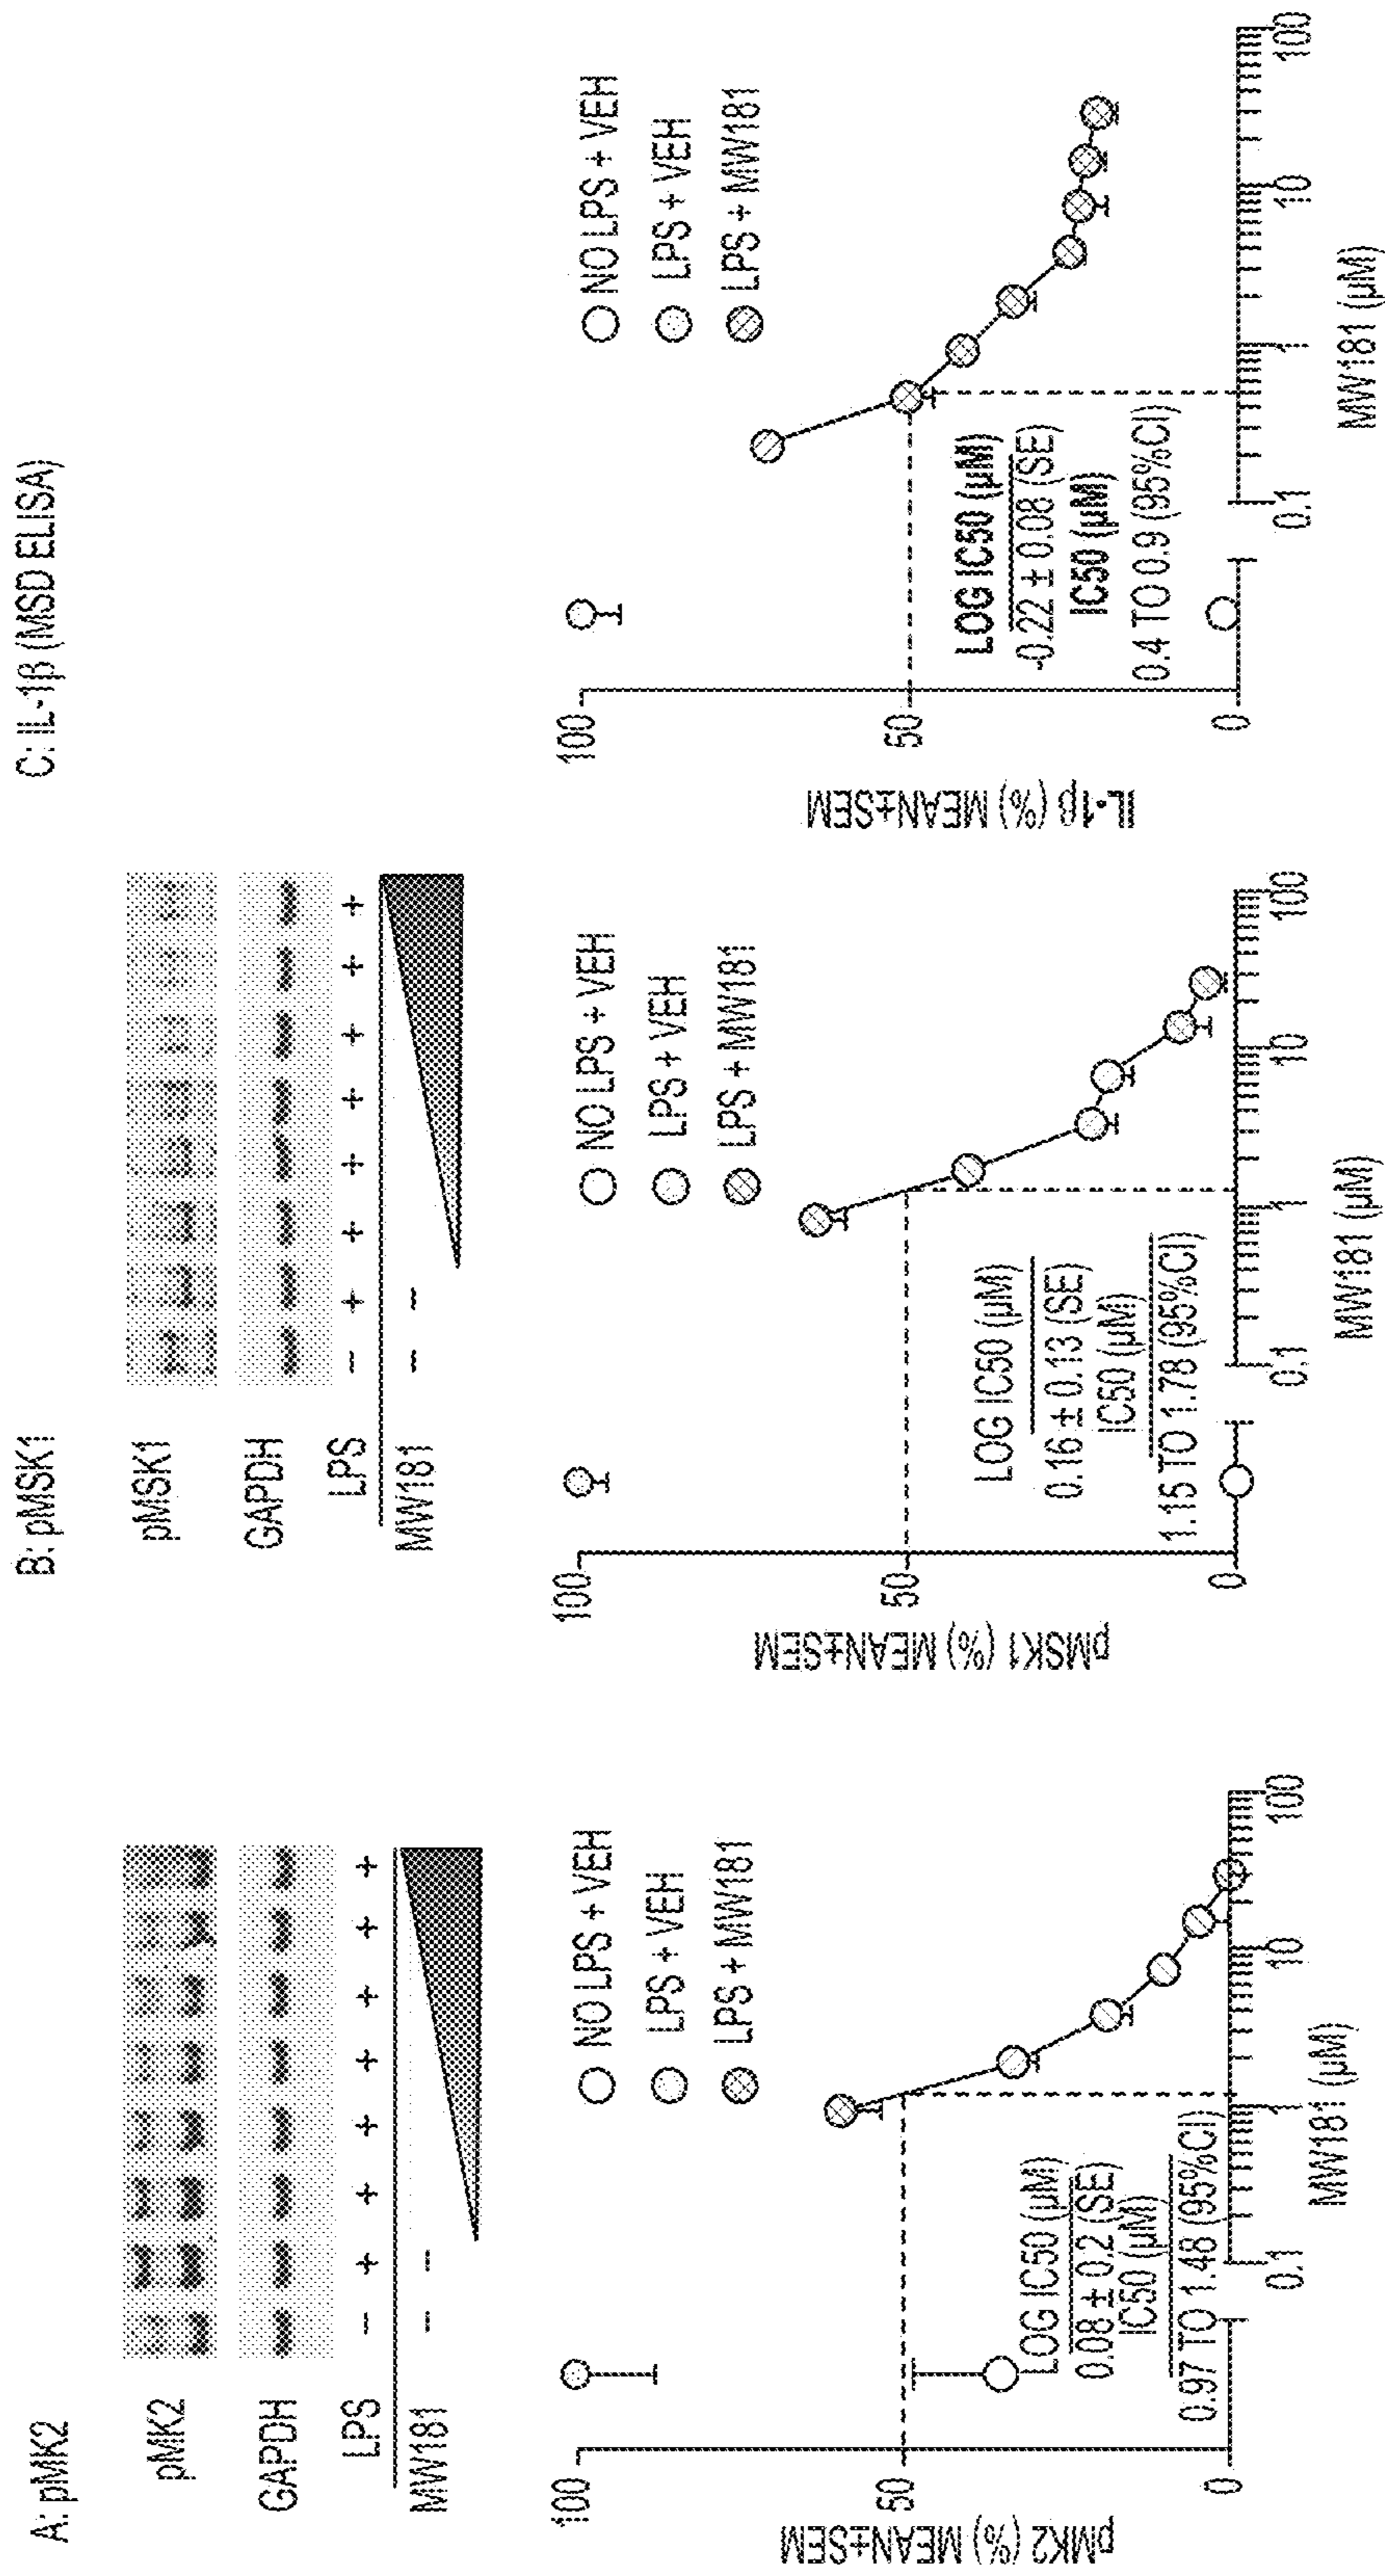 A: pMK2
pMK2
GAPDH
LPS - + + + + + + +
MW181 - -
pMK2 (%) MEAN±SEM
100
50
0
NO LPS + VEH
LPS + VEH
LPS + MW181
LOG IC50 (µM)
0.08 ± 0.2 (SE)
IC50 (µM)
0.97 TO 1.48 (95%CI)
0.1 1 10 100
MW181 (µM)
B: pMSK1
pMSK1
GAPDH
LPS - + + + + + + +
MW181 - -
pMSK1 (%) MEAN±SEM
100
50
0
NO LPS + VEH
LPS + VEH
LPS + MW181
LOG IC50 (µM)
0.16 ± 0.13 (SE)
IC50 (µM)
1.15 TO 1.78 (95%CI)
0.1 1 10 100
MW181 (µM)
C: IL-1β (MSD ELISA)
IL-1β (%) MEAN±SEM
100
50
0
NO LPS + VEH
LPS + VEH
LPS + MW181
LOG IC50 (µM)
-0.22 ± 0.08 (SE)
IC50 (µM)
0.4 TO 0.9 (95%CI)
0.1 1 10 100
MW181 (µM)